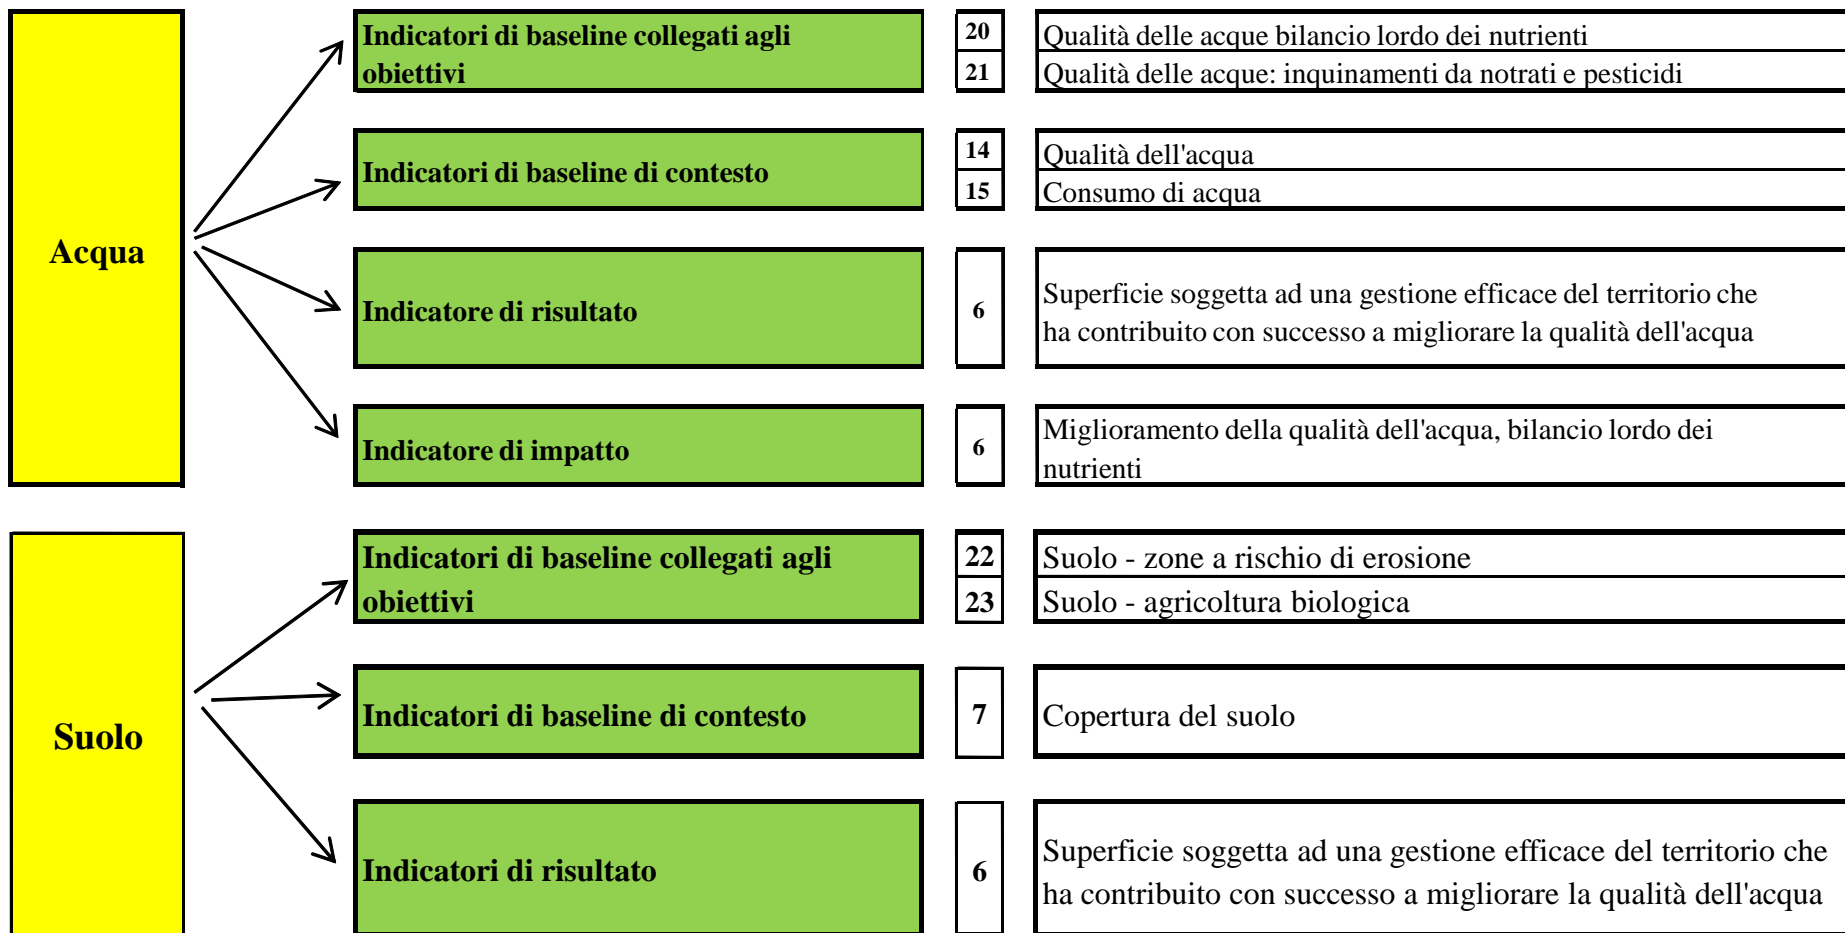 Acqua
Indicatori di baseline collegati agli
obiettivi
20
Qualità delle acque bilancio lordo dei nutrienti
21
Qualità delle acque: inquinamenti da notrati e pesticidi
Indicatori di baseline di contesto
14
Qualità dell'acqua
15
Consumo di acqua
Indicatore di risultato
6
Superficie soggetta ad una gestione efficace del territorio che
ha contribuito con successo a migliorare la qualità dell'acqua
Indicatore di impatto
6
Miglioramento della qualità dell'acqua, bilancio lordo dei
nutrienti
Suolo
Indicatori di baseline collegati agli
obiettivi
22
Suolo - zone a rischio di erosione
23
Suolo - agricoltura biologica
Indicatori di baseline di contesto
7
Copertura del suolo
Indicatori di risultato
6
Superficie soggetta ad una gestione efficace del territorio che
ha contribuito con successo a migliorare la qualità dell'acqua